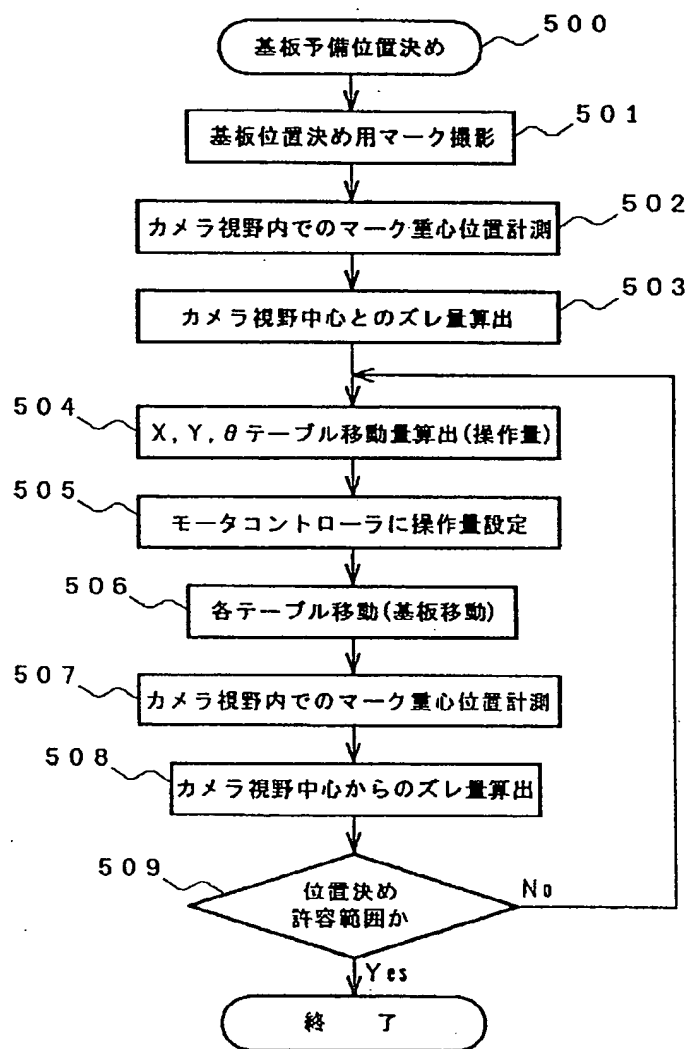 基板予備位置決め
500
基板位置決め用マーク撮影
501
カメラ視野内でのマーク重心位置計測
502
カメラ視野中心とのズレ量算出
503
504
X, Y, θテーブル移動量算出(操作量)
505
モータコントローラに操作量設定
506
各テーブル移動(基板移動)
507
カメラ視野内でのマーク重心位置計測
508
カメラ視野中心からのズレ量算出
509
位置決め
許容範囲か
No
Yes
終 了